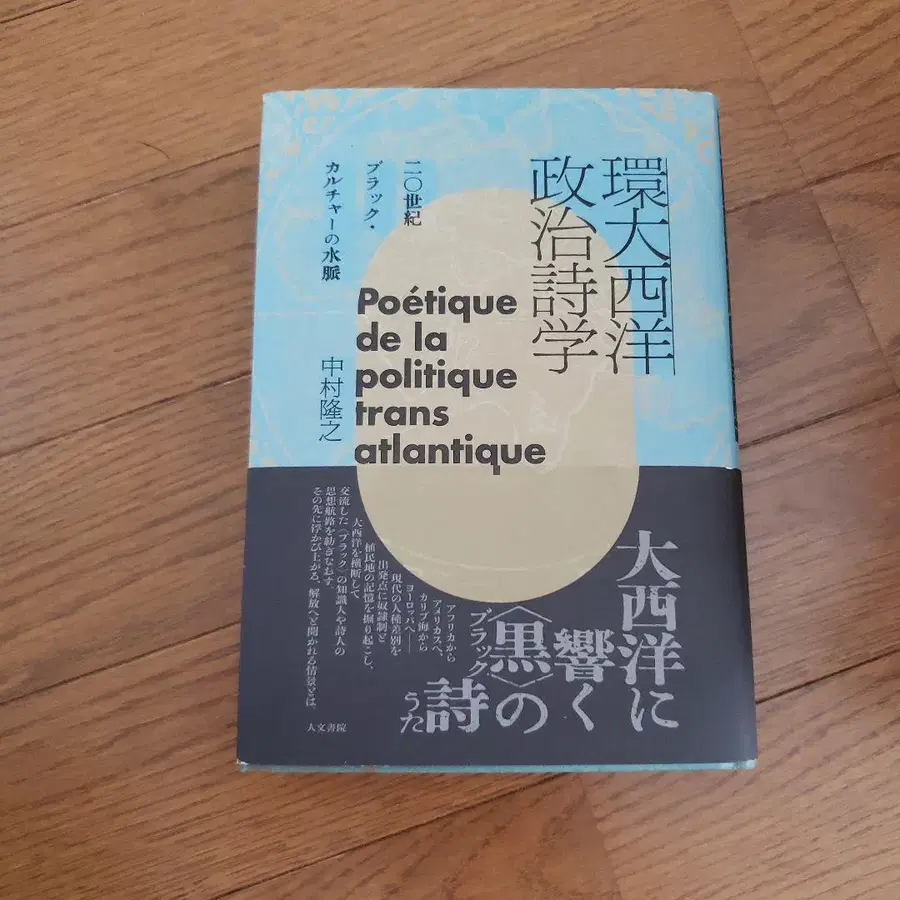 環大西洋
政治詩学
二〇世紀
ブラック・
カルチャーの水脈
Poétique
de la
politique
trans
atlantique
中村隆之
大西洋に
響く
〈黒〉の
ブラック
詩
うた
アフリカから
アメリカスへ、
カリブ海から
ヨーロッパへ——
現代の人種差別を
出発点に奴隷制と
植民地の記憶を掘り起こし、
大西洋を横断して
交流した〈ブラック〉の知識人や詩人の
思想航路を紡ぎなおす。
その先に浮かび上がる、解放へと開かれる情景とは
人文書院